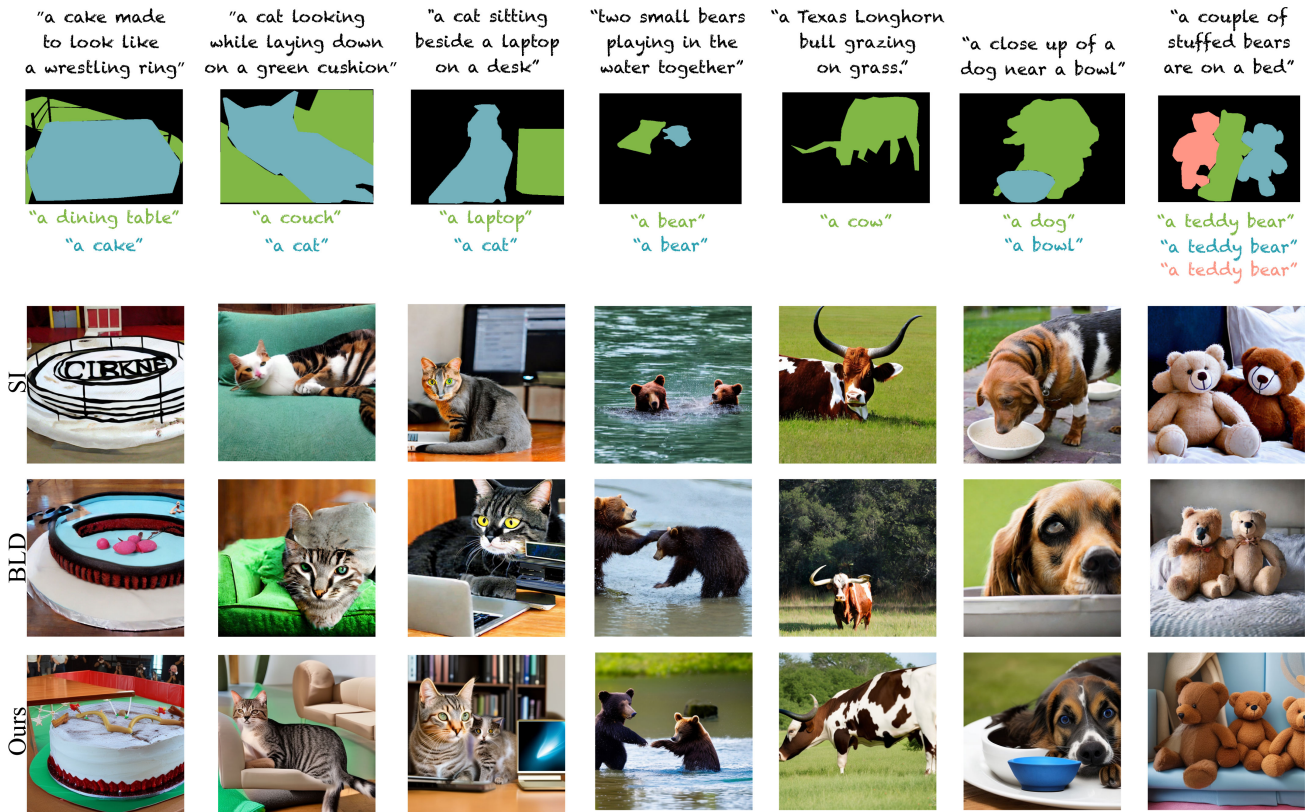 "a cake made
to look like
a wrestling ring"
"a cat looking
while laying down
on a green cushion"
"a cat sitting
beside a laptop
on a desk"
"two small bears
playing in the
water together"
"a Texas Longhorn
bull grazing
on grass."
"a close up of a
dog near a bowl"
"a couple of
stuffed bears
are on a bed"
"a dining table"
"a cake"
"a couch"
"a cat"
"a laptop"
"a cat"
"a bear"
"a bear"
"a cow"
"a dog"
"a bowl"
"a teddy bear"
"a teddy bear"
"a teddy bear"
SI
CIRKNE
BLD
Ours